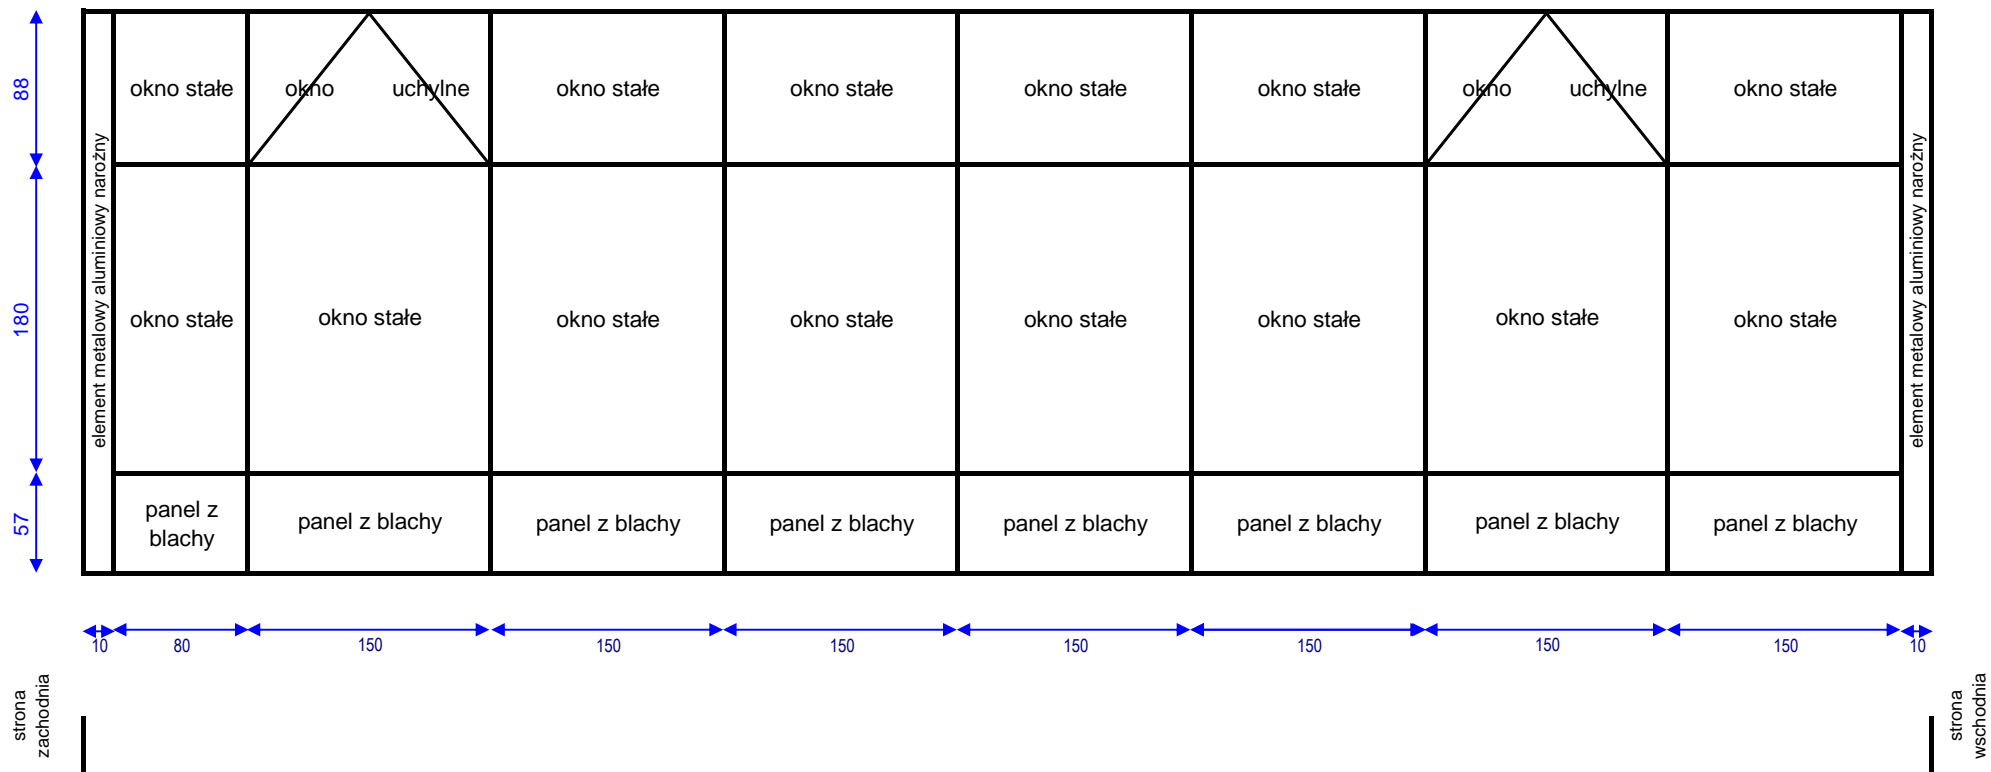 88
okno stałe
okno
uchylne
okno stałe
okno stałe
okno stałe
okno stałe
okno
uchylne
okno stałe
element metalowy aluminiowy narożny
element metalowy aluminiowy narożny
180
okno stałe
okno stałe
okno stałe
okno stałe
okno stałe
okno stałe
okno stałe
okno stałe
57
panel z
blachy
panel z blachy
panel z blachy
panel z blachy
panel z blachy
panel z blachy
panel z blachy
panel z blachy
10
80
150
150
150
150
150
150
150
10
strona
zachodnia
strona
wschodnia